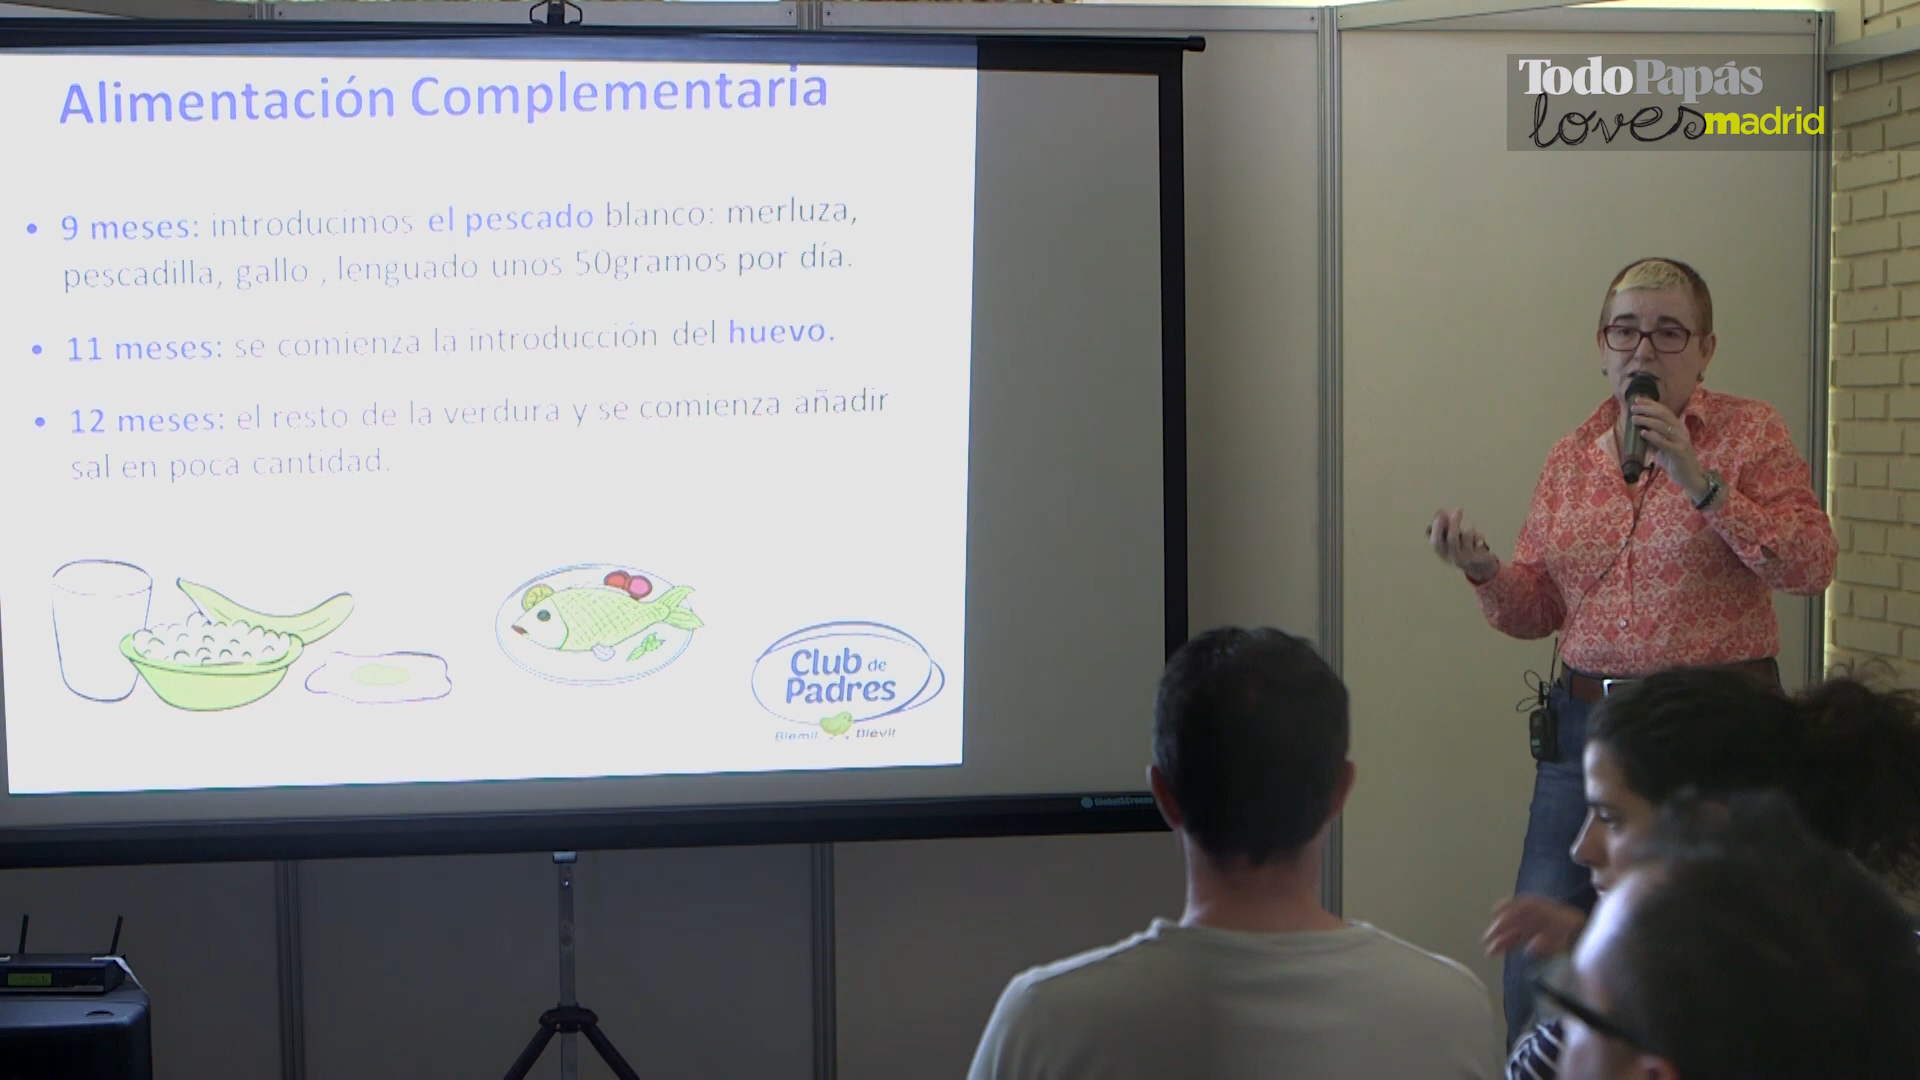 Alimentación Complementaria
• 9 meses: introducimos el pescado blanco: merluza,
pescadilla, gallo , lenguado unos 50gramos por día.
• 11 meses: se comienza la introducción del huevo.
• 12 meses: el resto de la verdura y se comienza añadir
sal en poca cantidad.
Club de
Padres
Blemil Blevit
TodoPapás
loves madrid